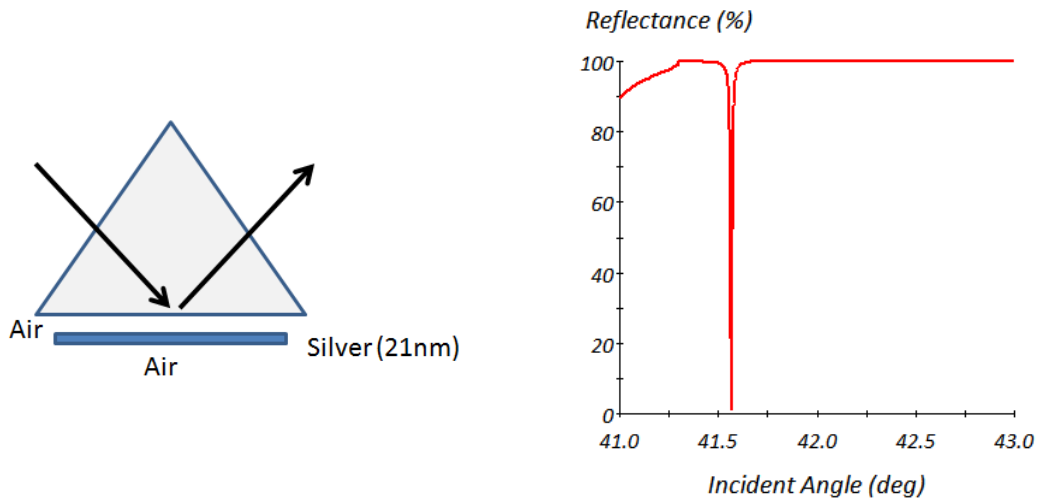 Air
Silver (21nm)
Air
Reflectance (%)
100
80
60
40
20
0
41.0 41.5 42.0 42.5 43.0
Incident Angle (deg)